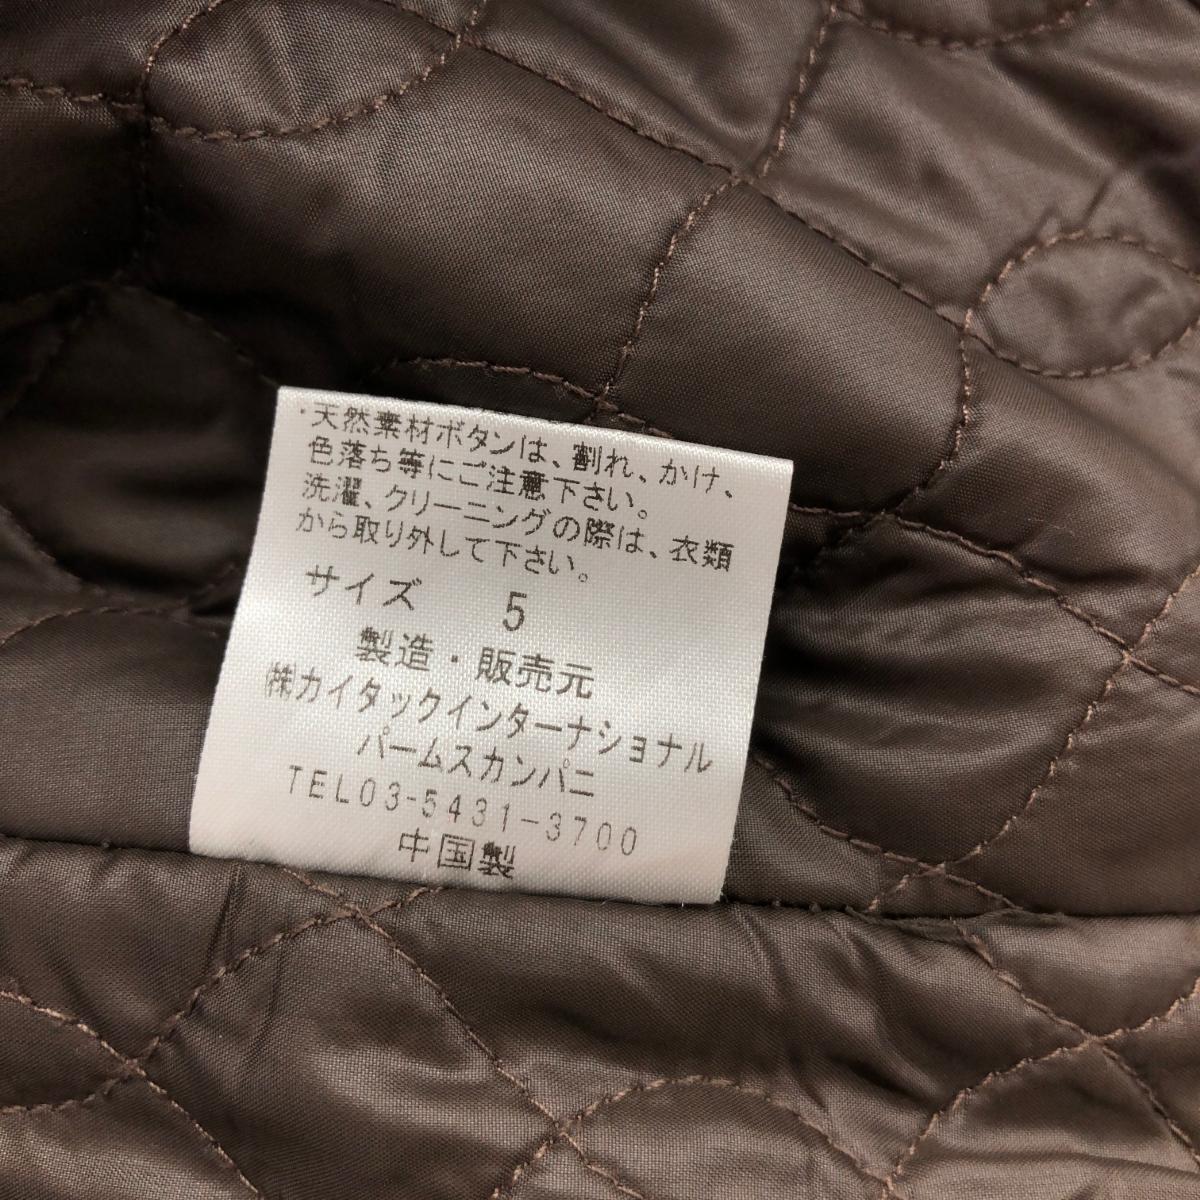 ・天然素材ボタンは、割れ、かけ、
色落ち等にご注意下さい。
洗濯、クリーニングの際は、衣類
から取り外して下さい。
サイズ 5
製造・販売元
㈱カイタックインターナショナル
パームスカンパニ
TEL03-5431-3700
中国製